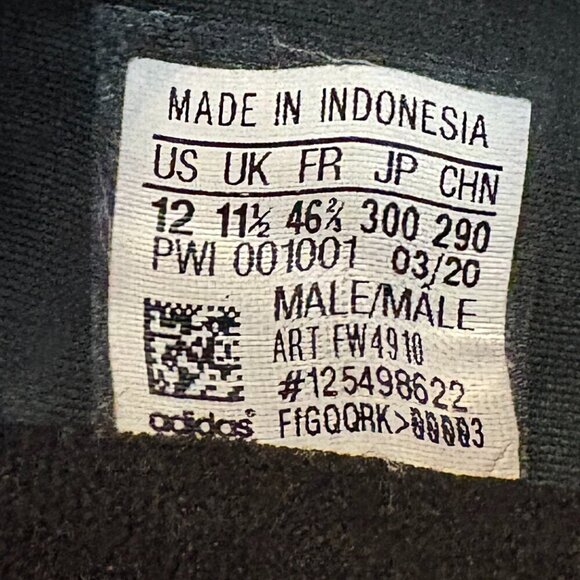 MADE IN INDONESIA
US UK FR JP CHN
12 11½ 46⅔ 300 290
PWI 001001 03/20
MALE/MÂLE
ART FW4910
#125498622
adidas® FfGQQRK>00003